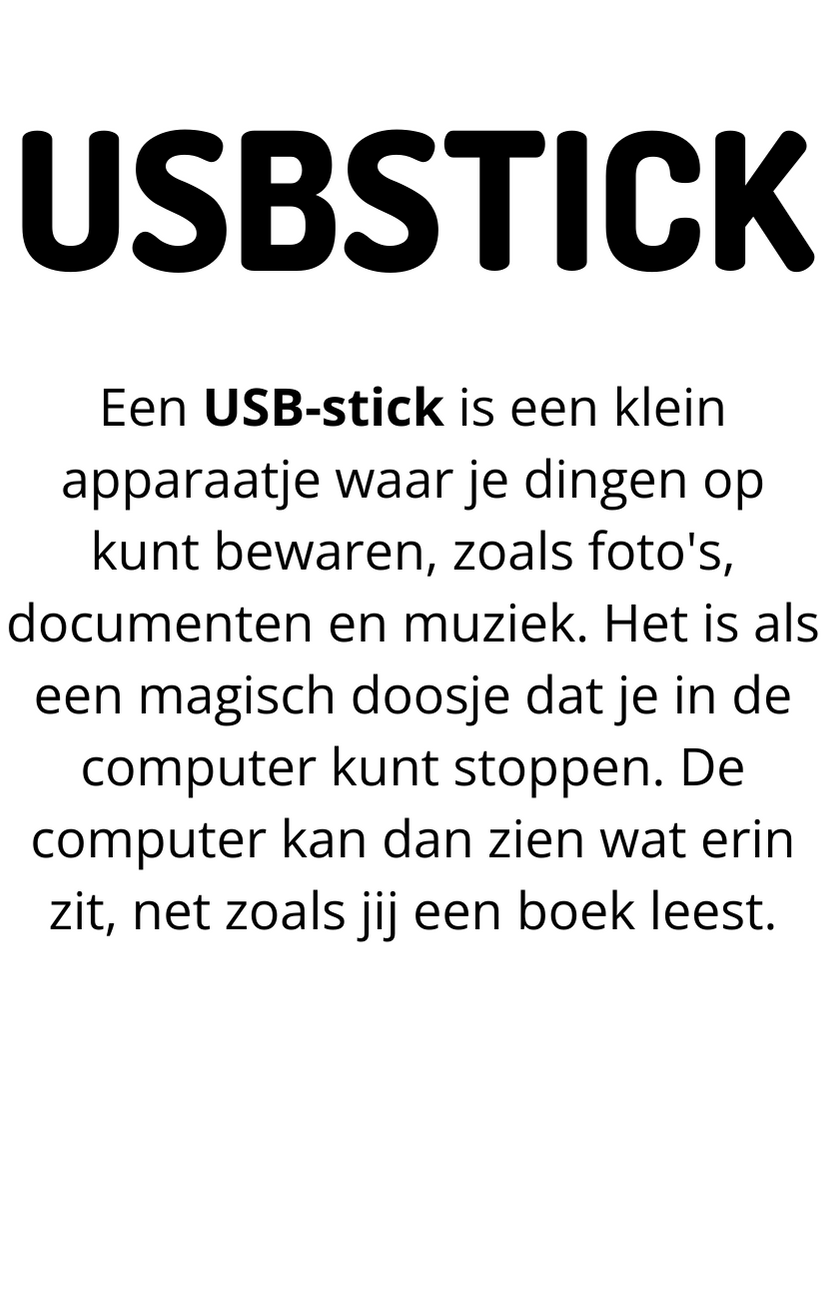 USBSTICK
Een USB-stick is een klein
apparaatje waar je dingen op
kunt bewaren, zoals foto's,
documenten en muziek. Het is als
een magisch doosje dat je in de
computer kunt stoppen. De
computer kan dan zien wat erin
zit, net zoals jij een boek leest.